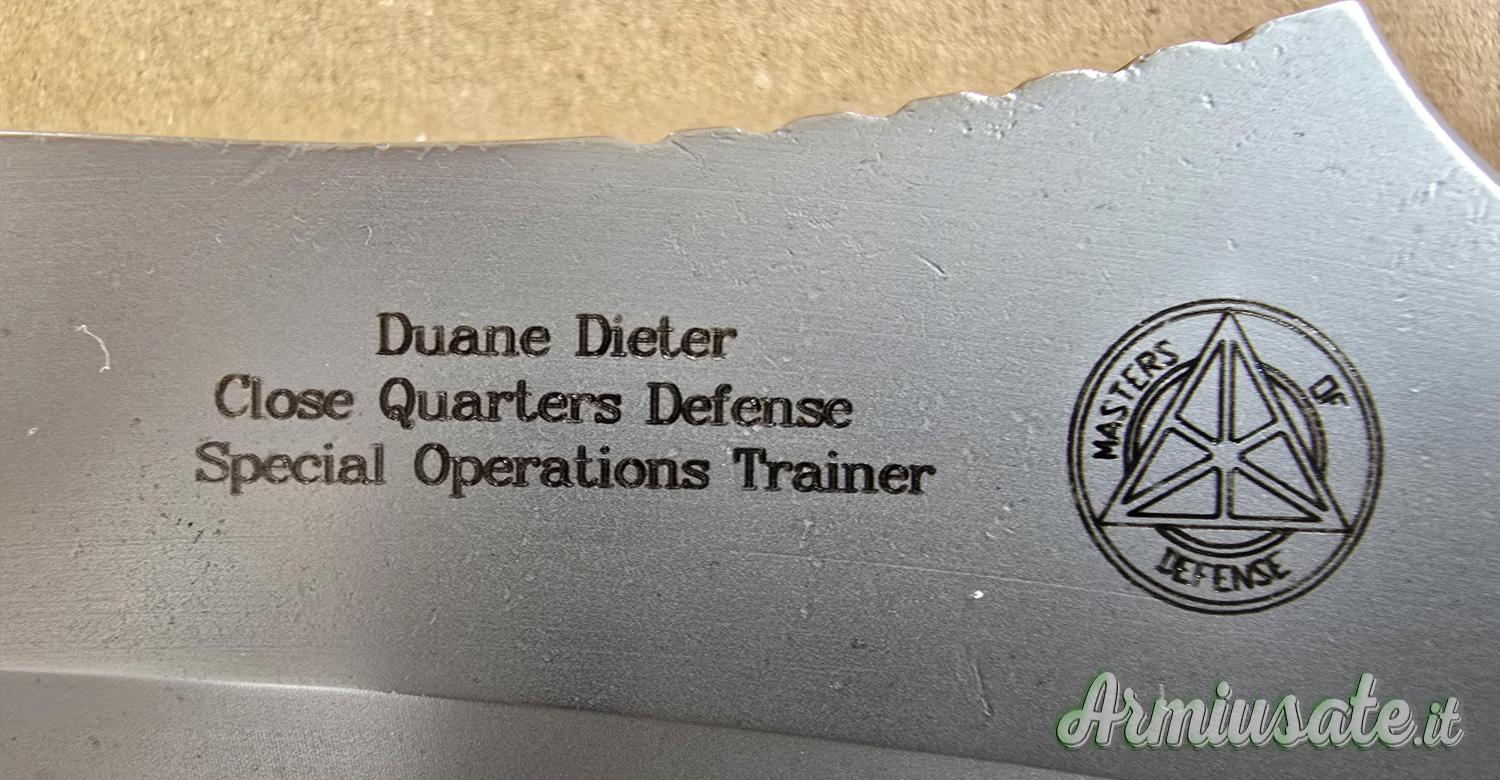 Duane Dieter
Close Quarters Defense
Special Operations Trainer
MASTERS OF
DEFENSE
Armiusate.it